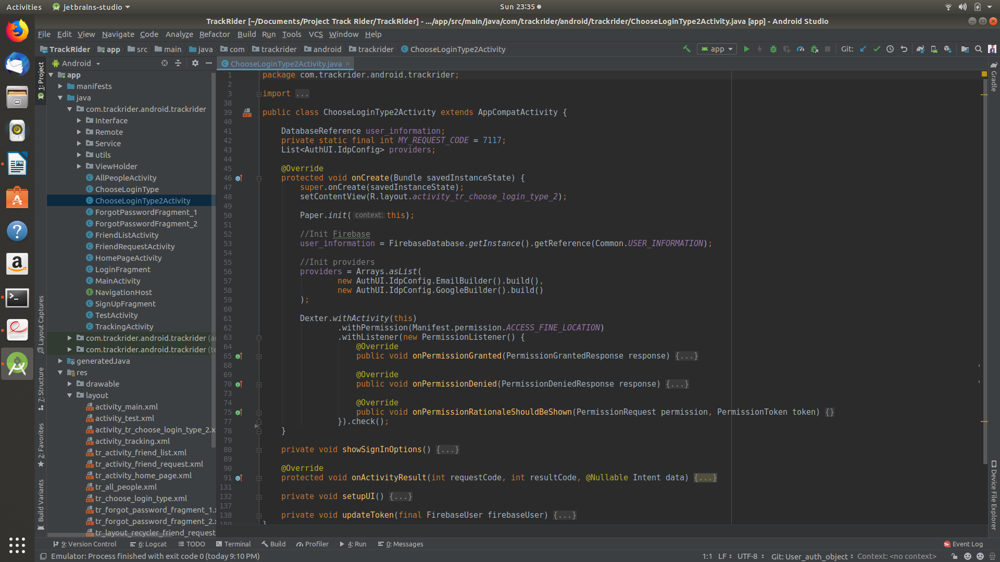 Activities
jetbrains-studio
Sun 23:35
TrackRider [~/Documents/Project Track Rider/TrackRider] - .../app/src/main/java/com/trackrider/android/trackrider/ChooseLoginType2Activity.java [app] - Android Studio
File Edit View Navigate Code Analyze Refactor Build Run Tools VCS Window Help
TrackRider app src main java com trackrider android trackrider ChooseLoginType2Activity
app
Git:
Android
ChooseLoginType2Activity.java
1: Project
Layout Captures
7: Structure
2: Favorites
Build Variants
app
manifests
java
com.trackrider.android.trackrider
Interface
Remote
Service
utils
ViewHolder
AllPeopleActivity
ChooseLoginType
ChooseLoginType2Activity
ForgotPasswordFragment_1
ForgotPasswordFragment_2
FriendListActivity
FriendRequestActivity
HomePageActivity
LoginFragment
MainActivity
NavigationHost
SignUpFragment
TestActivity
TrackingActivity
com.trackrider.android.trackrider (a
com.trackrider.android.trackrider (te
generatedJava
res
drawable
layout
activity_main.xml
activity_test.xml
activity_tr_choose_login_type_2.x
activity_tracking.xml
tr_activity_friend_list.xml
tr_activity_friend_request.xml
tr_activity_home_page.xml
tr_all_people.xml
tr_choose_login_type.xml
tr_forgot_password_fragment_1.x
tr_forgot_password_fragment_2.x
tr_layout_recycler_friend_request
1 package com.trackrider.android.trackrider;
2
3 import ...
38
39 public class ChooseLoginType2Activity extends AppCompatActivity {
40
41 DatabaseReference user_information;
42 private static final int MY_REQUEST_CODE = 7117;
43 List<AuthUI.IdpConfig> providers;
44
45 @Override
46 protected void onCreate(Bundle savedInstanceState) {
47 super.onCreate(savedInstanceState);
48 setContentView(R.layout.activity_tr_choose_login_type_2);
49
50 Paper.init( context: this);
51
52 //Init Firebase
53 user_information = FirebaseDatabase.getInstance().getReference(Common.USER_INFORMATION);
54
55 //Init providers
56 providers = Arrays.asList(
57 new AuthUI.IdpConfig.EmailBuilder().build(),
58 new AuthUI.IdpConfig.GoogleBuilder().build()
59 );
60
61 Dexter.withActivity(this)
62 .withPermission(Manifest.permission.ACCESS_FINE_LOCATION)
63 .withListener(new PermissionListener() {
64 @Override
65 public void onPermissionGranted(PermissionGrantedResponse response) {...}
68
69 @Override
70 public void onPermissionDenied(PermissionDeniedResponse response) {...}
73
74 @Override
75 public void onPermissionRationaleShouldBeShown(PermissionRequest permission, PermissionToken token) {}
77 }).check();
78 }
79
80 private void showSignInOptions() {...}
89
90 @Override
91 protected void onActivityResult(int requestCode, int resultCode, @Nullable Intent data) {...}
131
132 private void setupUI() {...}
137
138 private void updateToken(final FirebaseUser firebaseUser) {...}
159 }
Gradle
Device File Explorer
9: Version Control 6: Logcat TODO Terminal Build Profiler 4: Run 0: Messages
9+ Event Log
Emulator: Process finished with exit code 0 (today 9:10 PM)
1:1 LF UTF-8 Git: User_auth_object Context: <no context>